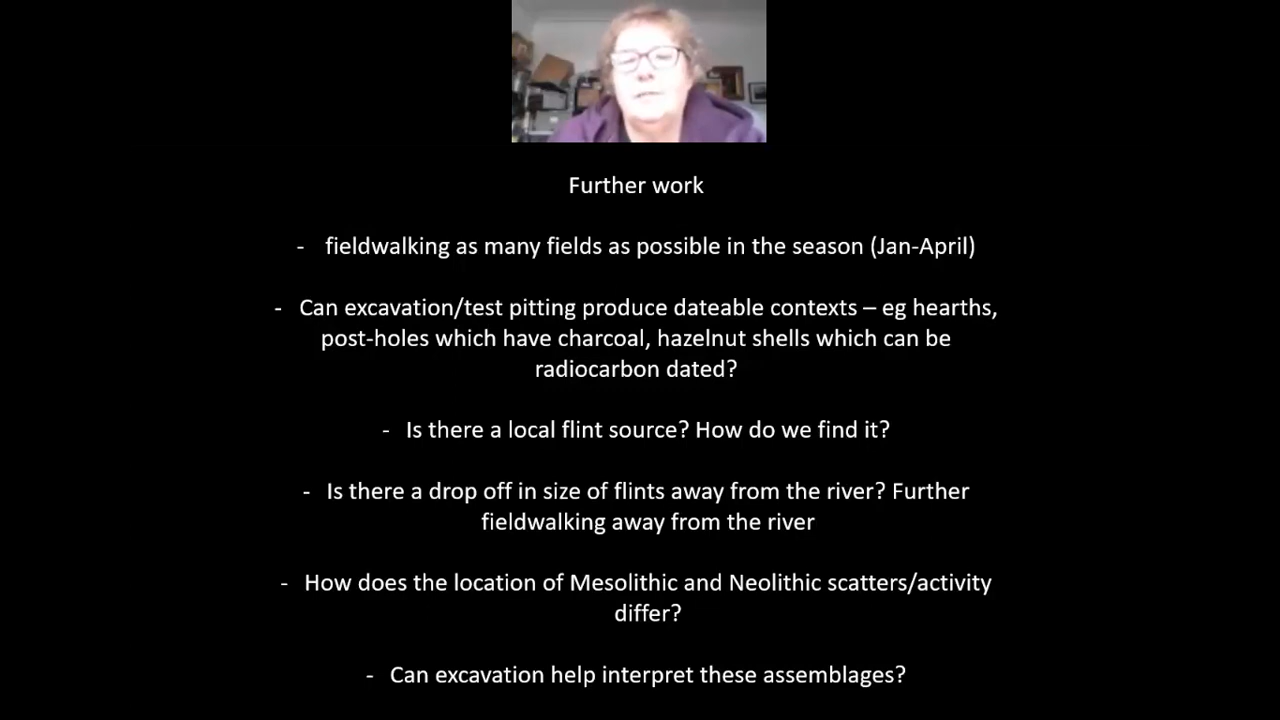 Further work
- fieldwalking as many fields as possible in the season (Jan-April)
- Can excavation/test pitting produce dateable contexts – eg hearths,
post-holes which have charcoal, hazelnut shells which can be
radiocarbon dated?
- Is there a local flint source? How do we find it?
- Is there a drop off in size of flints away from the river? Further
fieldwalking away from the river
- How does the location of Mesolithic and Neolithic scatters/activity
differ?
- Can excavation help interpret these assemblages?